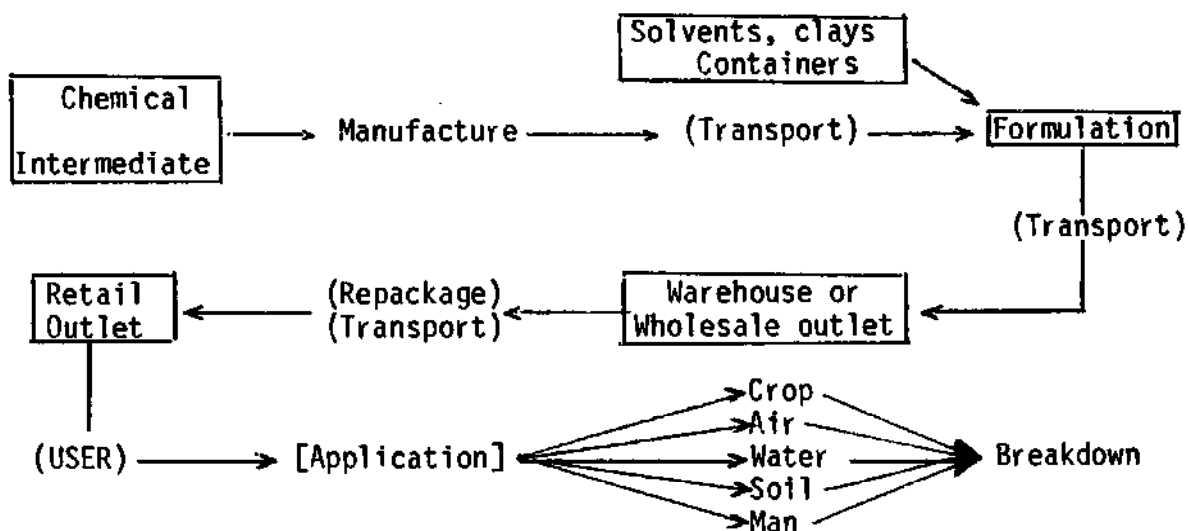 Solvents, clays
Containers
Chemical
Intermediate
Manufacture
(Transport)
Formulation
(Transport)
Retail
Outlet
(Repackage)
(Transport)
Warehouse or
Wholesale outlet
(USER)
[Application]
Crop
Air
Water
Soil
Man
Breakdown